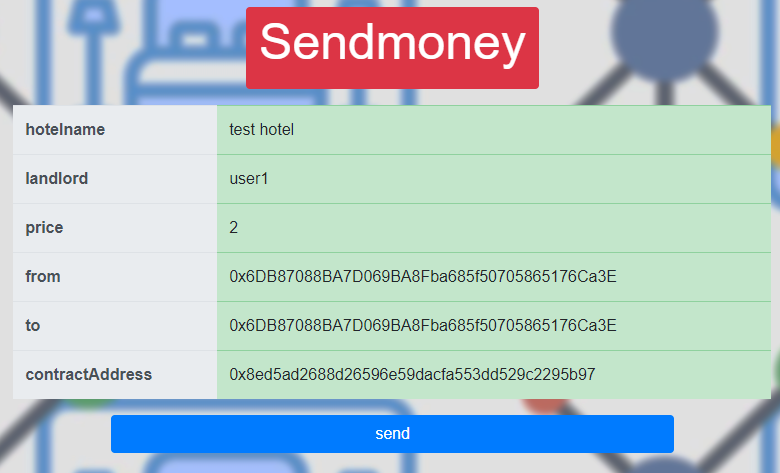 Sendmoney
hotelname test hotel
landlord user1
price 2
from 0x6DB87088BA7D069BA8Fba685f50705865176Ca3E
to 0x6DB87088BA7D069BA8Fba685f50705865176Ca3E
contractAddress 0x8ed5ad2688d26596e59dacfa553dd529c2295b97
send